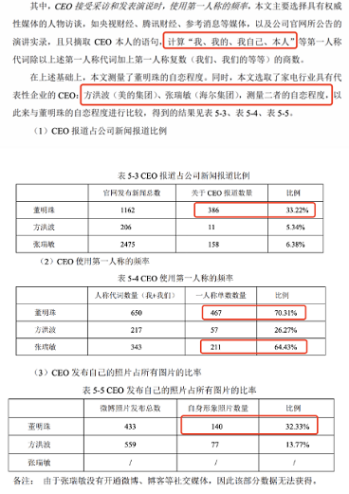 其中，CEO 接受采访和发表演说时，使用第一人称的频率，本文主要选择具有权威
性媒体的人物访谈，如央视财经、腾讯财经、参考消息等媒体，以及公司官网所公告的
演讲实录，且只摘取 CEO 本人的语句，计算“我、我的、我自己、本人”等第一人称
代词除以上述第一人称代词加上第一人称复数（我们、我们的等等）的商数。
在上述基础上，本文测量了董明珠的自恋程度。同时，本文选取了家电行业具有代
表性企业的 CEO：方洪波（美的集团）、张瑞敏（海尔集团），测量二者的自恋程度，以
此来与董明珠的自恋程度进行比较，得到的结果见表 5-3、表 5-4、表 5-5。
（1）CEO 报道占公司新闻报道比例
表 5-3 CEO 报道占公司新闻报道比例
官网发布新闻总数 关于 CEO 报道数量 比例
董明珠 1162 386 33.22%
方洪波 206 11 5.34%
张瑞敏 2475 158 6.38%
（2）CEO 使用第一人称的频率
表 5-4 CEO 使用第一人称的频率
人称代词数量（我+我们） 一人称单数数量 比例
董明珠 650 467 70.31%
方洪波 217 57 26.27%
张瑞敏 343 211 64.43%
（3）CEO 发布自己的照片占所有图片的比率
表 5-5 CEO 发布自己的照片占所有图片的比率
微博照片发布总数 自身形象照片数量 比例
董明珠 433 140 32.33%
方洪波 559 77 13.77%
张瑞敏 / / /
备注： 由于张瑞敏没有开通微博、博客等社交媒体，因此该部分数据无法获得。